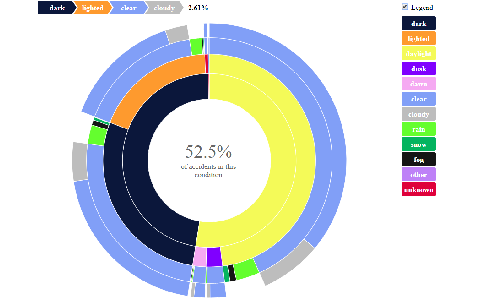 dark lighted clear cloudy 2.61%
Legend
dark
lighted
daylight
dusk
dawn
clear
cloudy
rain
snow
fog
other
unknown
52.5%
of accidents in this
condition